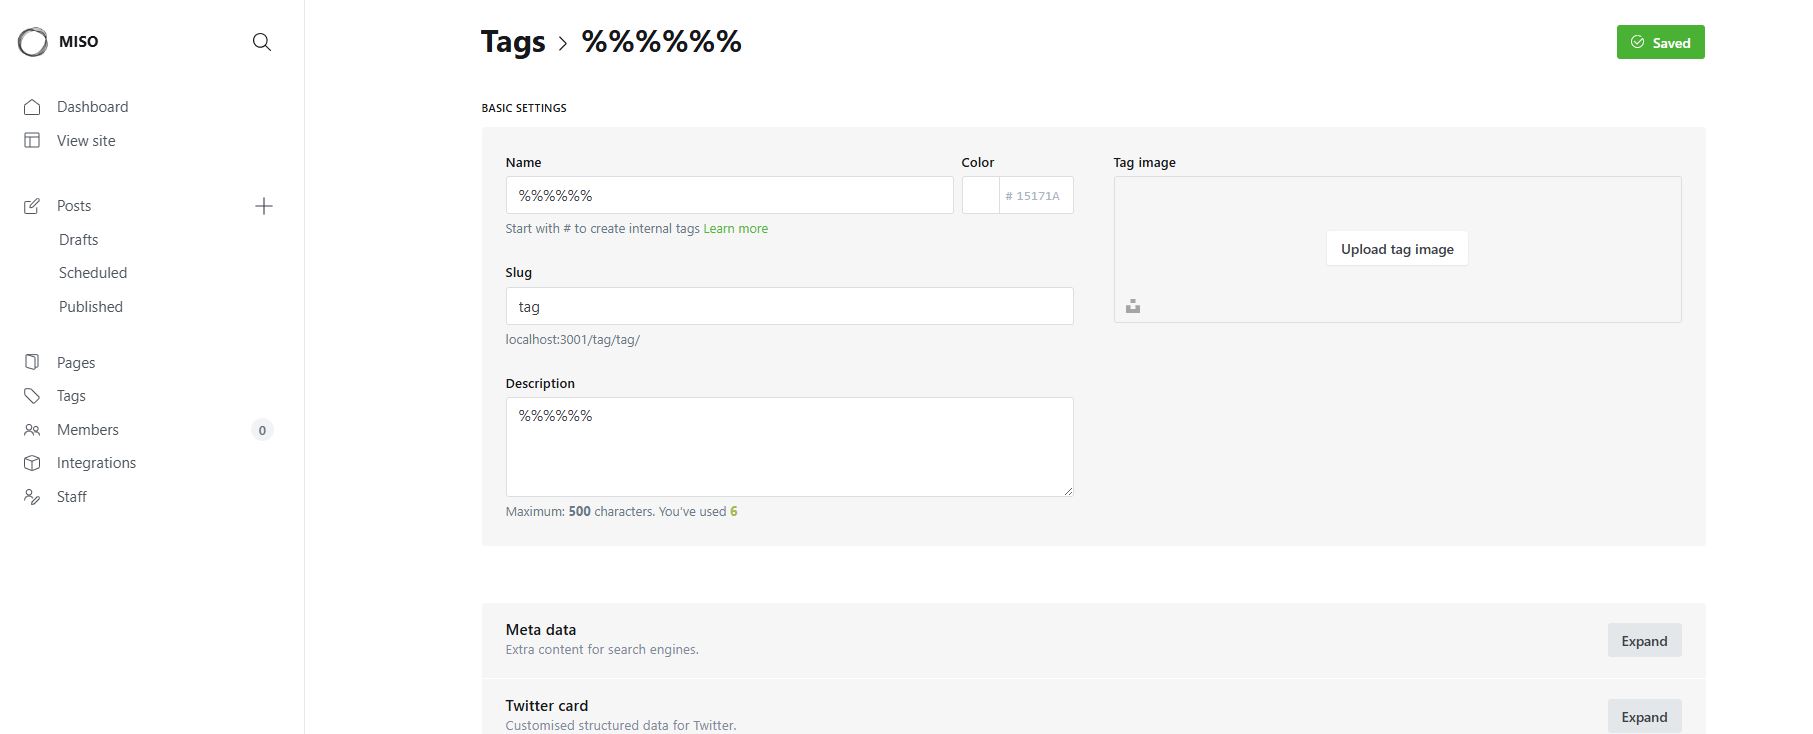 MISO
Dashboard
View site
Posts
Drafts
Scheduled
Published
Pages
Tags
Members 0
Integrations
Staff
Tags > %%%%%%
Saved
BASIC SETTINGS
Name
%%%%%%
Start with # to create internal tags Learn more
Color
# 15171A
Slug
tag
localhost:3001/tag/tag/
Description
%%%%%%
Maximum: 500 characters. You've used 6
Tag image
Upload tag image
Meta data
Extra content for search engines.
Expand
Twitter card
Customised structured data for Twitter.
Expand